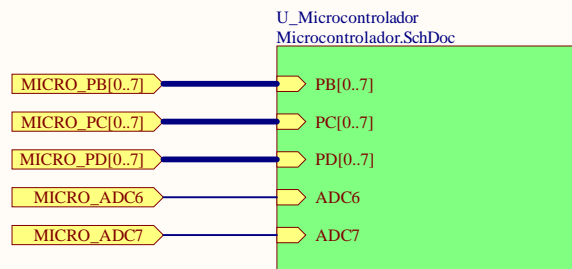 U_Microcontrolador
Microcontrolador.SchDoc
MICRO_PB[0..7] PB[0..7]
MICRO_PC[0..7] PC[0..7]
MICRO_PD[0..7] PD[0..7]
MICRO_ADC6 ADC6
MICRO_ADC7 ADC7